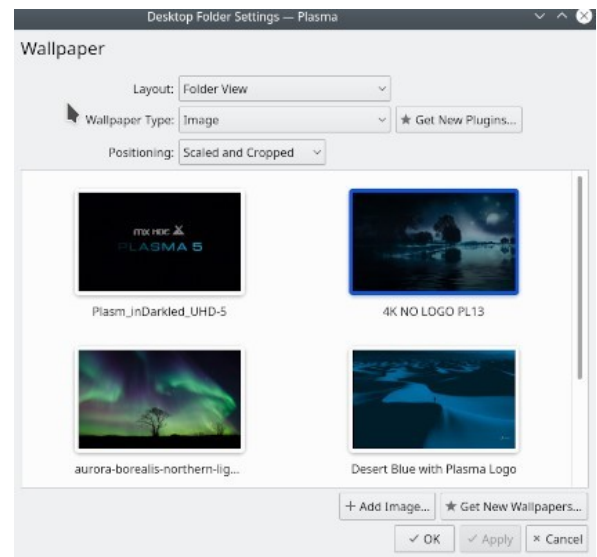 Desktop Folder Settings — Plasma
Wallpaper
Layout: Folder View
Wallpaper Type: Image ★ Get New Plugins...
Positioning: Scaled and Cropped
PLASMA 5
Plasm_inDarkled_UHD-5
4K NO LOGO PL13
aurora-borealis-northern-lig...
Desert Blue with Plasma Logo
+ Add Image... ★ Get New Wallpapers...
✓ OK ✓ Apply × Cancel